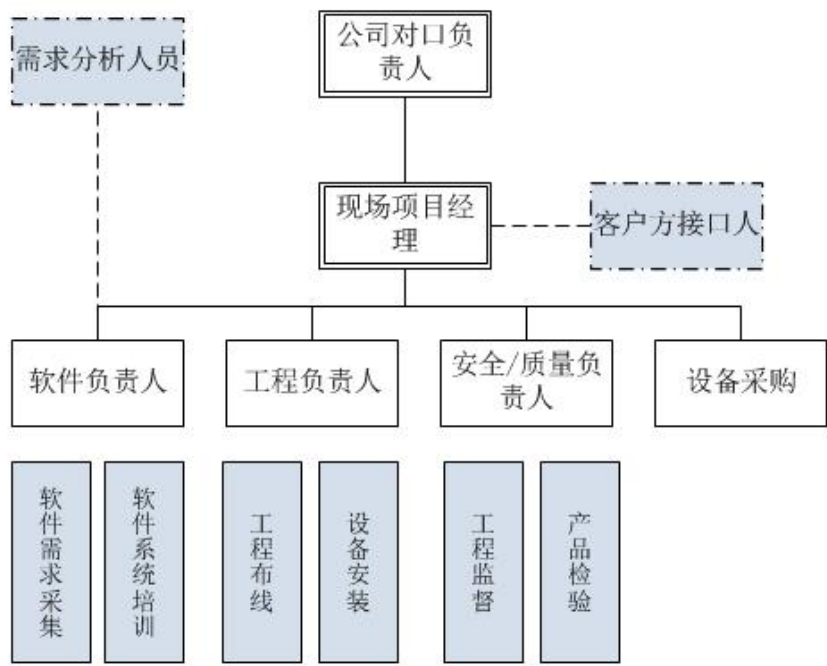 需求分析人员
公司对口负
责人
现场项目经
理
客户方接口人
软件负责人
工程负责人
安全/质量负
责人
设备采购
软件需求采集
软件系统培训
工程布线
设备安装
工程监督
产品检验